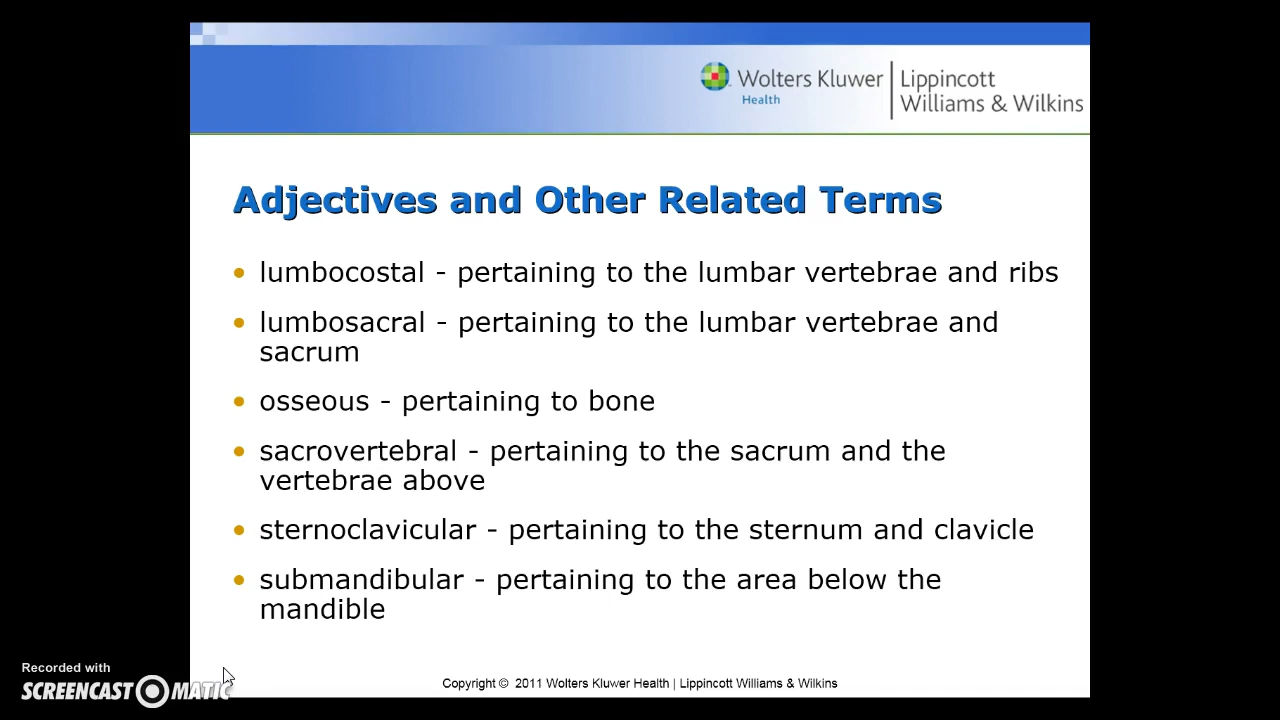 Wolters Kluwer
Health
Lippincott
Williams & Wilkins
Adjectives and Other Related Terms
• lumbocostal - pertaining to the lumbar vertebrae and ribs
• lumbosacral - pertaining to the lumbar vertebrae and
sacrum
• osseous - pertaining to bone
• sacrovertebral - pertaining to the sacrum and the
vertebrae above
• sternoclavicular - pertaining to the sternum and clavicle
• submandibular - pertaining to the area below the
mandible
Recorded with
SCREENCAST MATIC
Copyright © 2011 Wolters Kluwer Health | Lippincott Williams & Wilkins